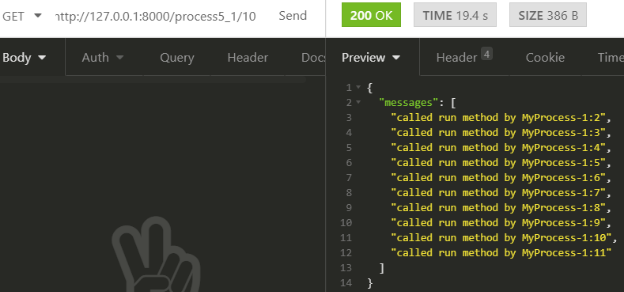 GET http://127.0.0.1:8000/process5_1/10 Send 200 OK TIME 19.4 s SIZE 386 B
Body Auth Query Header Docs Preview Header 4 Cookie Time
1 {
2 "messages": [
3 "called run method by MyProcess-1:2",
4 "called run method by MyProcess-1:3",
5 "called run method by MyProcess-1:4",
6 "called run method by MyProcess-1:5",
7 "called run method by MyProcess-1:6",
8 "called run method by MyProcess-1:7",
9 "called run method by MyProcess-1:8",
10 "called run method by MyProcess-1:9",
11 "called run method by MyProcess-1:10",
12 "called run method by MyProcess-1:11"
13 ]
14 }